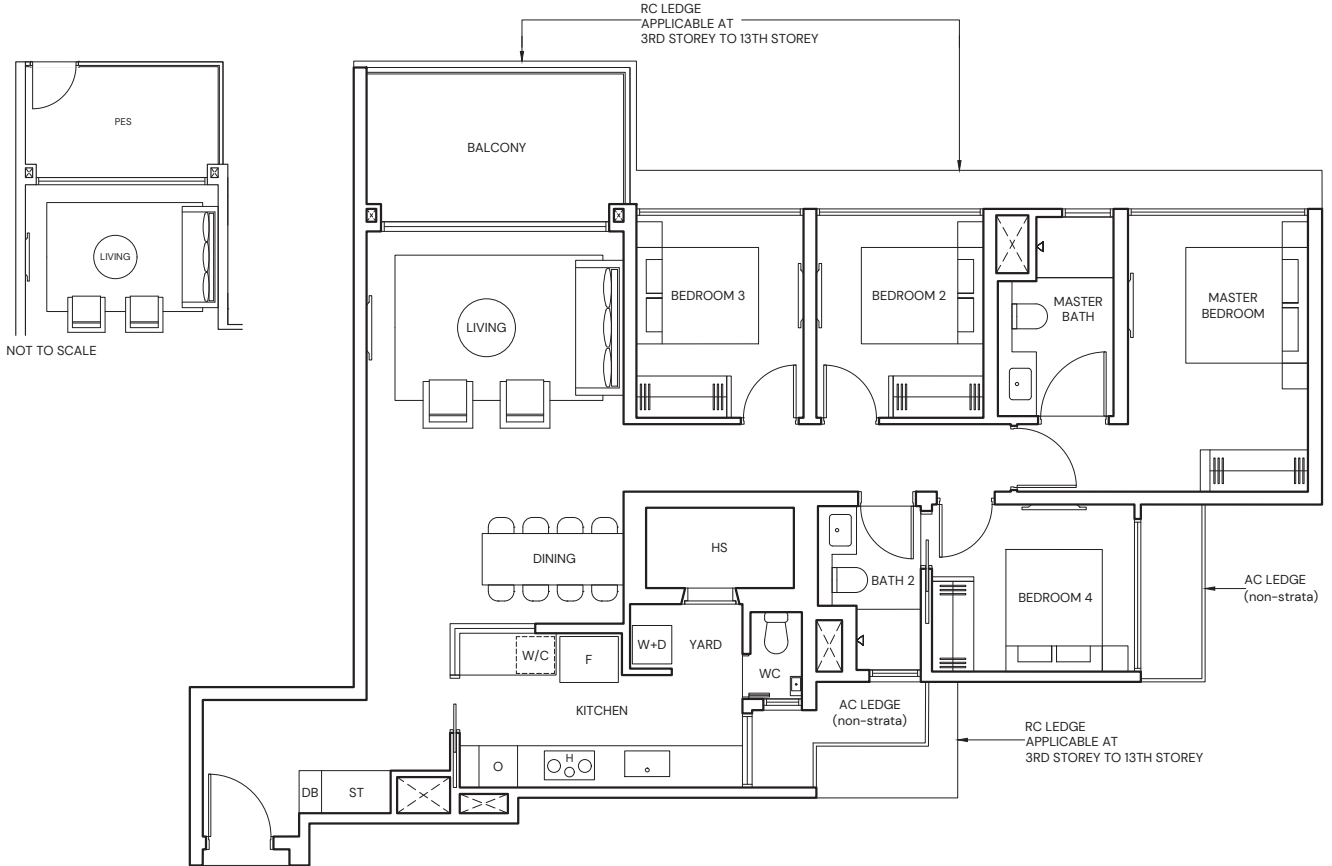 RC LEDGE
APPLICABLE AT
3RD STOREY TO 13TH STOREY
PES
LIVING
NOT TO SCALE
BALCONY
LIVING
BEDROOM 3
BEDROOM 2
MASTER
BATH
MASTER
BEDROOM
DINING
HS
BATH 2
BEDROOM 4
AC LEDGE
(non-strata)
W/C
F
W+D
YARD
WC
KITCHEN
AC LEDGE
(non-strata)
RC LEDGE
APPLICABLE AT
3RD STOREY TO 13TH STOREY
O
H
DB
ST